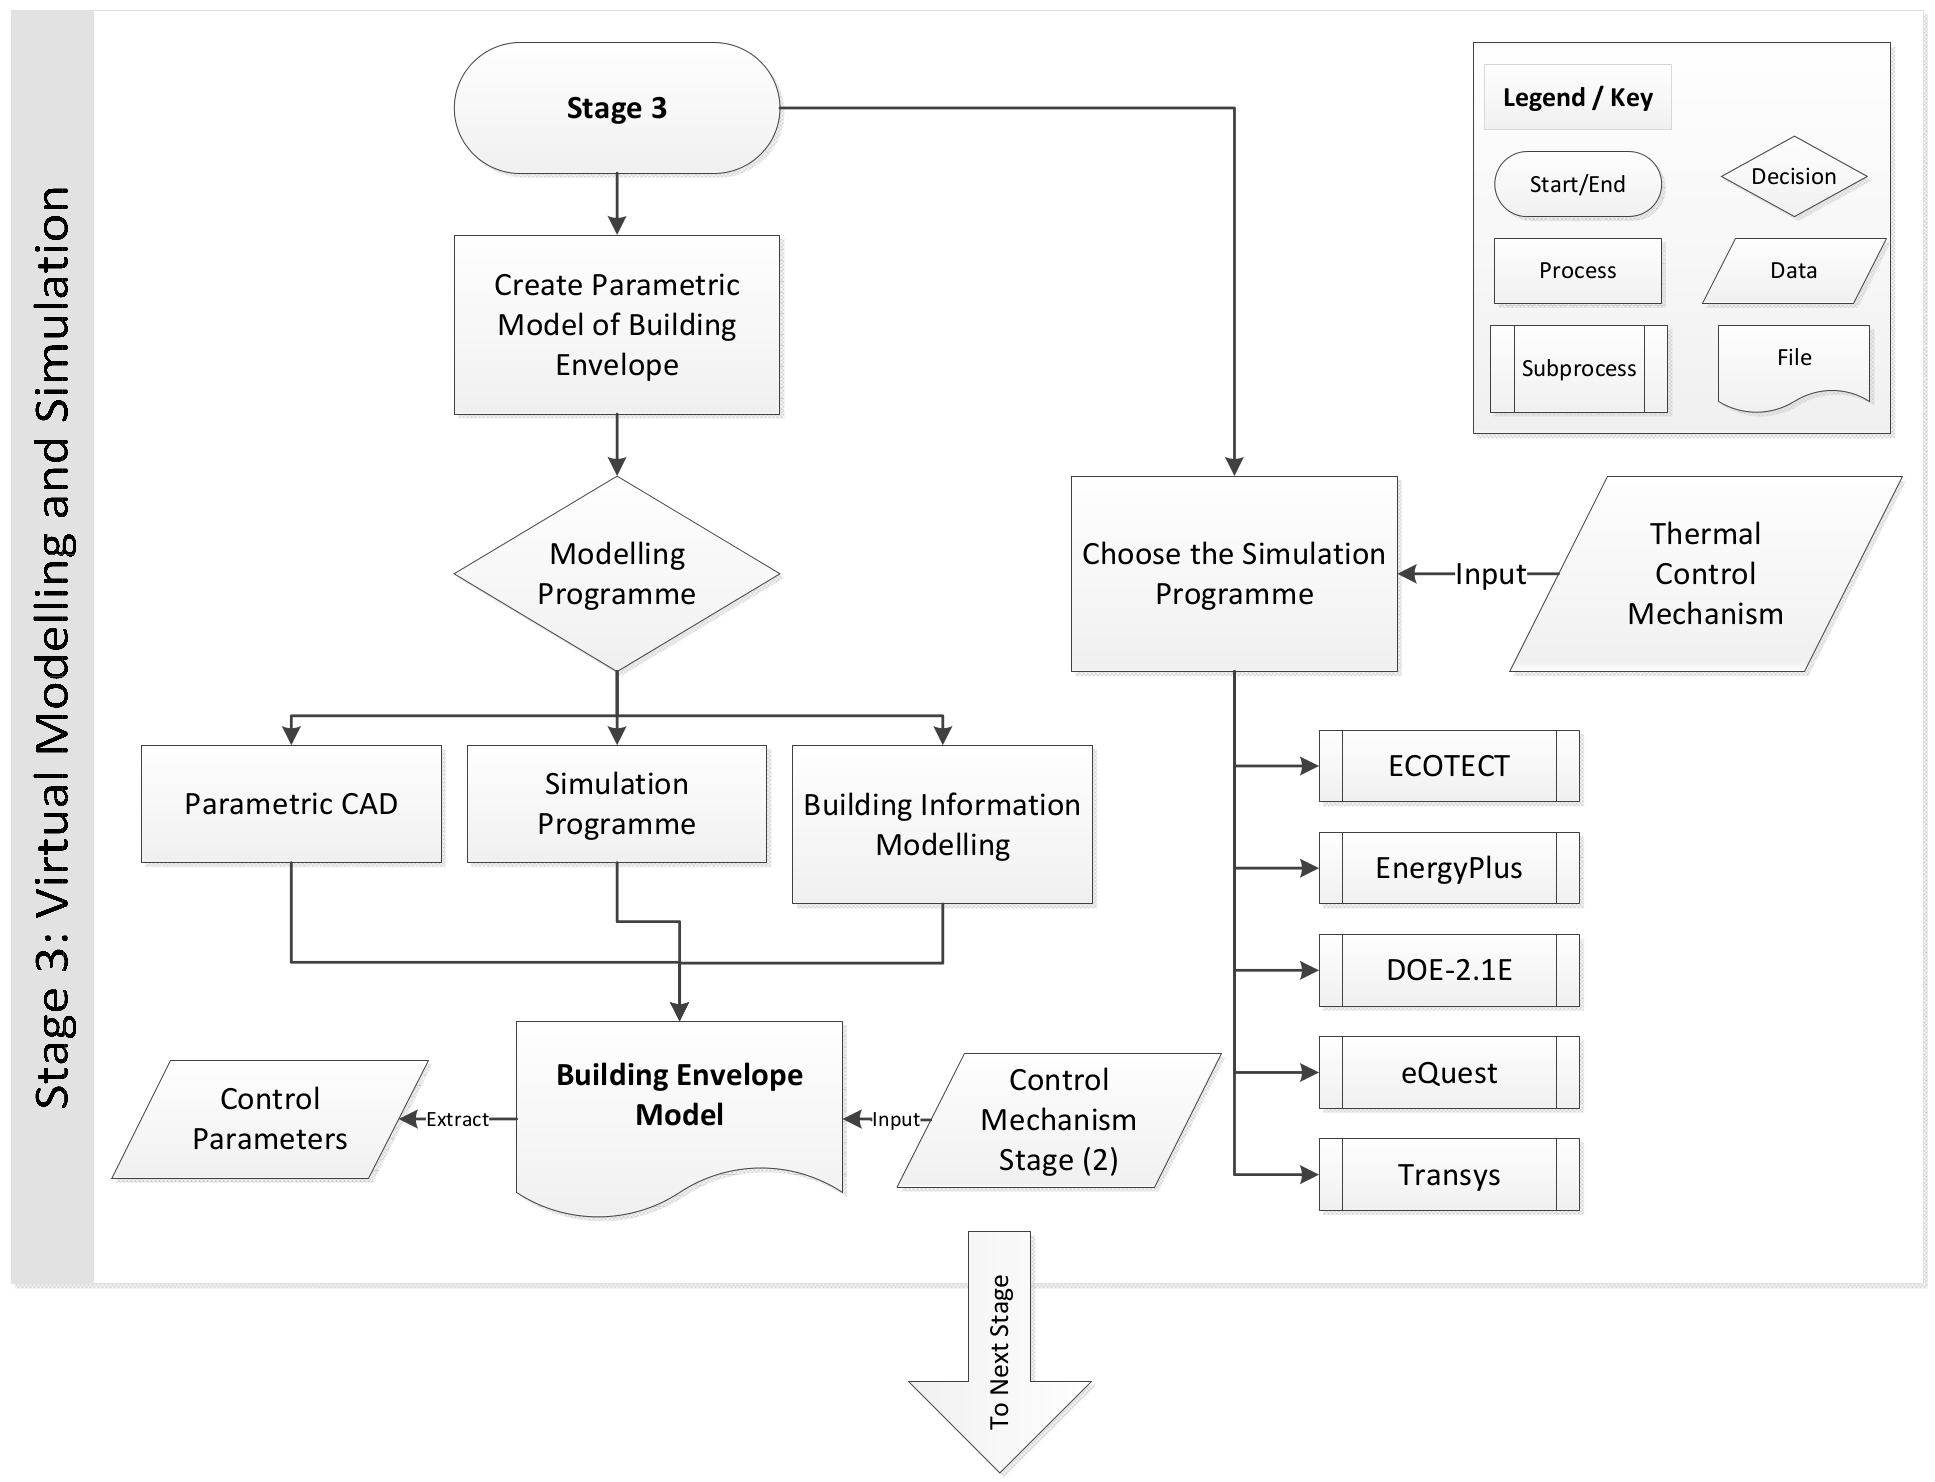 Stage 3: Virtual Modelling and Simulation
Stage 3
Legend / Key
Start/End
Decision
Process
Data
Subprocess
File
Create Parametric
Model of Building
Envelope
Modelling
Programme
Choose the Simulation
Programme
Input
Thermal
Control
Mechanism
Parametric CAD
Simulation
Programme
Building Information
Modelling
ECOTECT
EnergyPlus
DOE-2.1E
eQuest
Transys
Control
Parameters
Extract
Building Envelope
Model
Input
Control
Mechanism
Stage (2)
To Next Stage